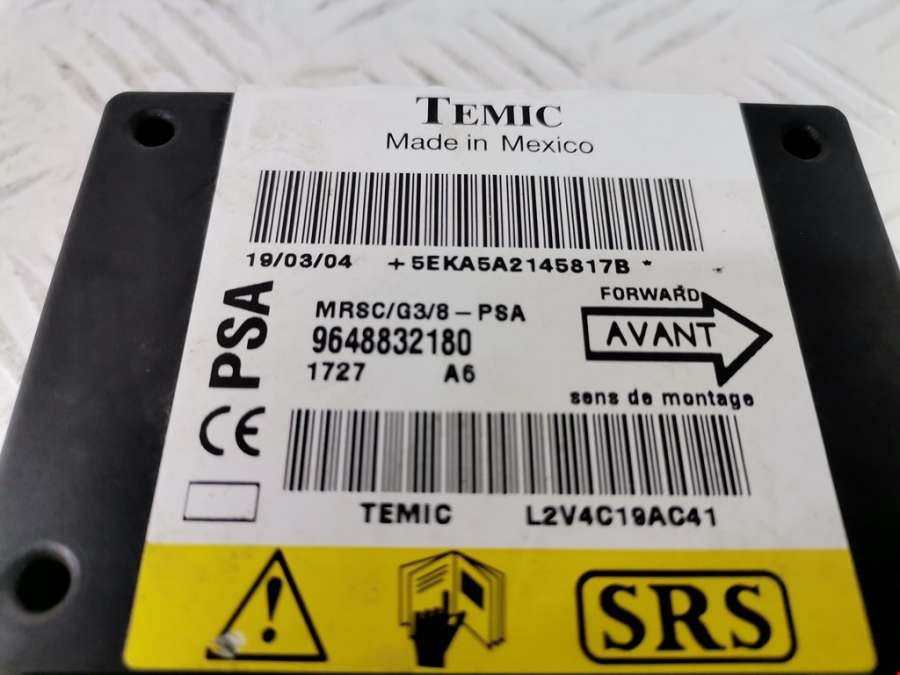 TEMIC
Made in Mexico
19/03/04 +5EKA5A2145817B *
PSA
MRSC/G3/8-PSA
9648832180
1727 A6
FORWARD
AVANT
sens de montage
CE
TEMIC L2V4C19AC41
SRS